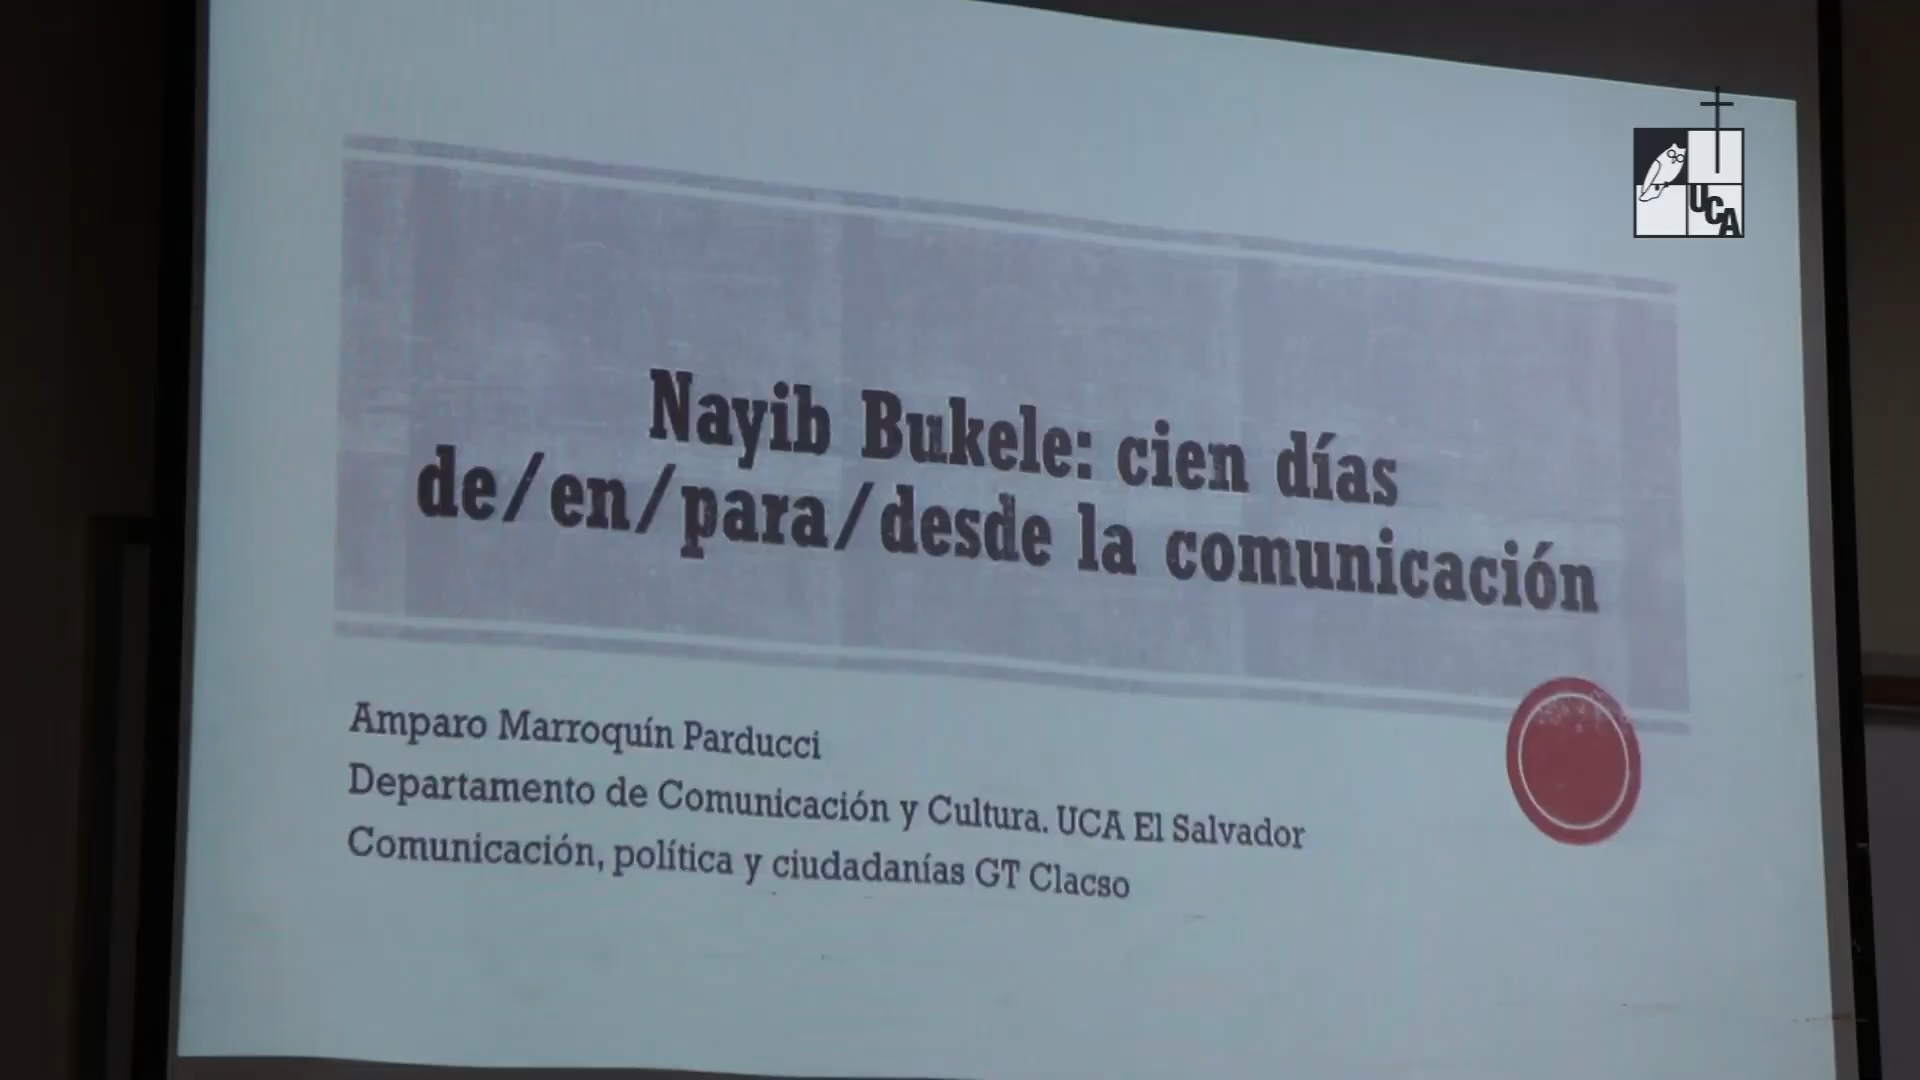 UCA
Nayib Bukele: cien días
de/en/para/desde la comunicación
Amparo Marroquín Parducci
Departamento de Comunicación y Cultura. UCA El Salvador
Comunicación, política y ciudadanías GT Clacso